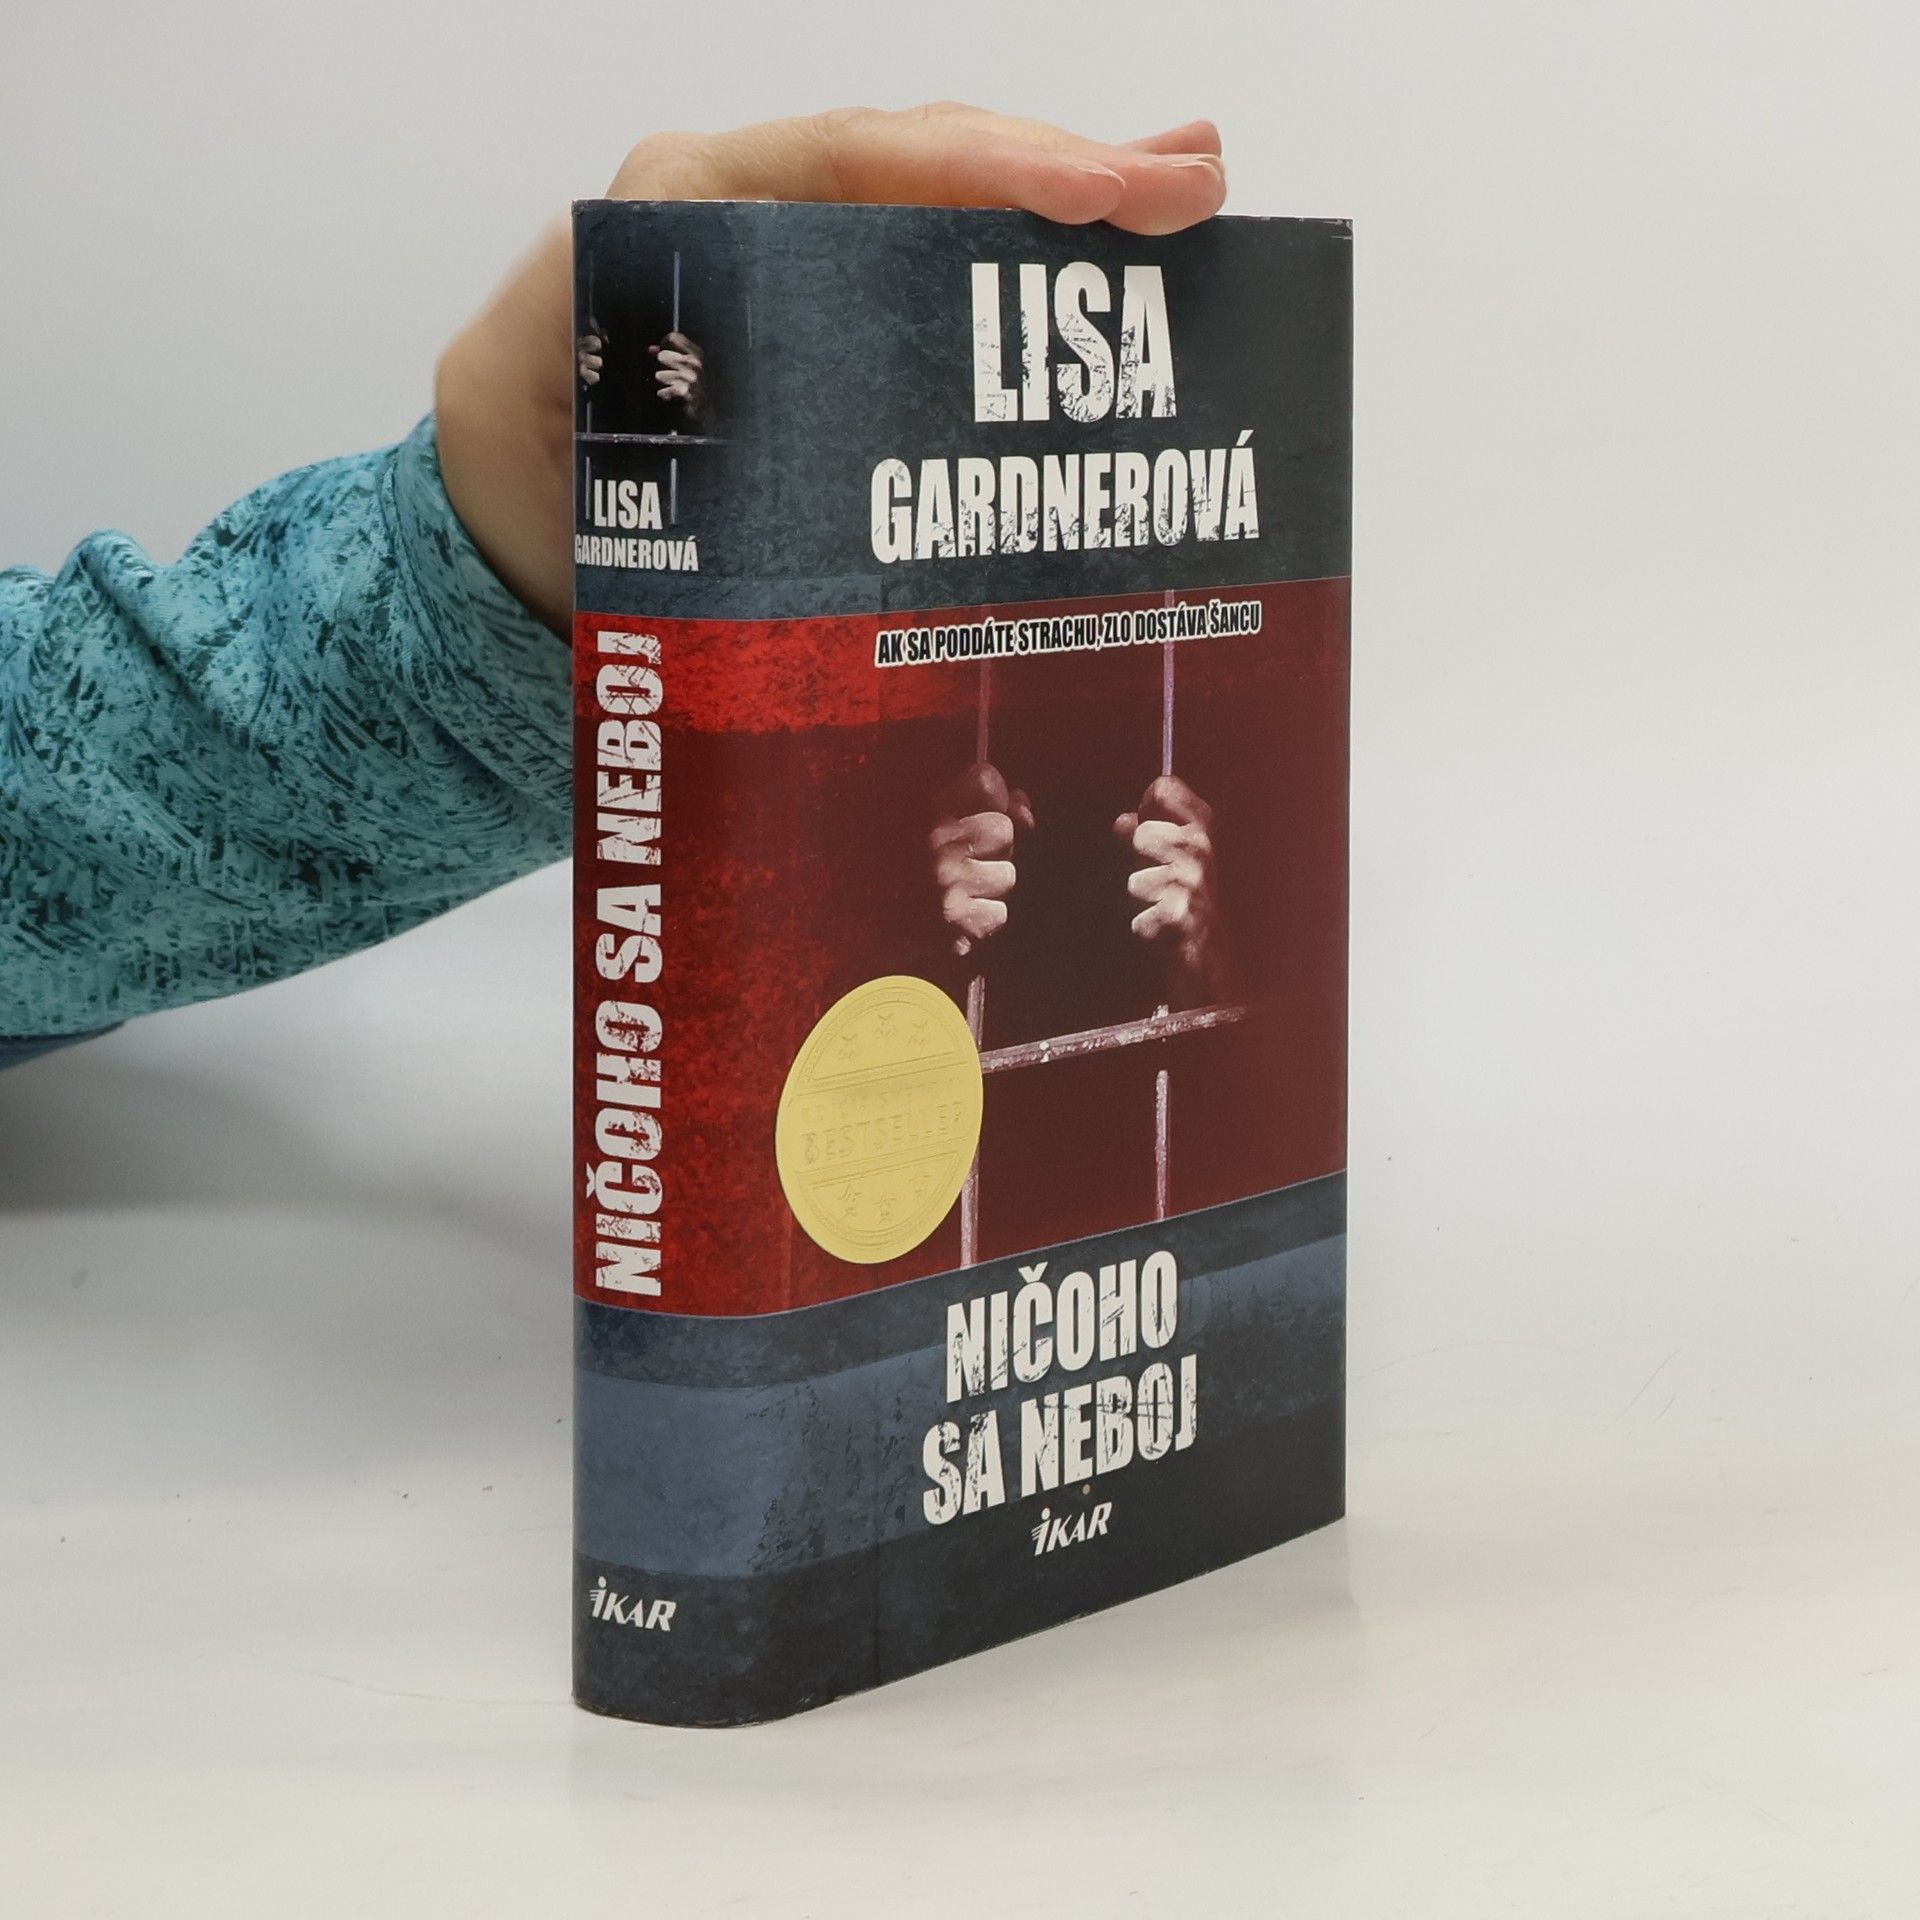 LISA
GARDNEROVÁ
NIČOHO SA NEBOJ
iKAR
LISA
GARDNEROVÁ
AK SA PODDÁTE STRACHU, ZLO DOSTÁVA ŠANCU
BESTSELLER
NIČOHO
SA NEBOJ
iKAR